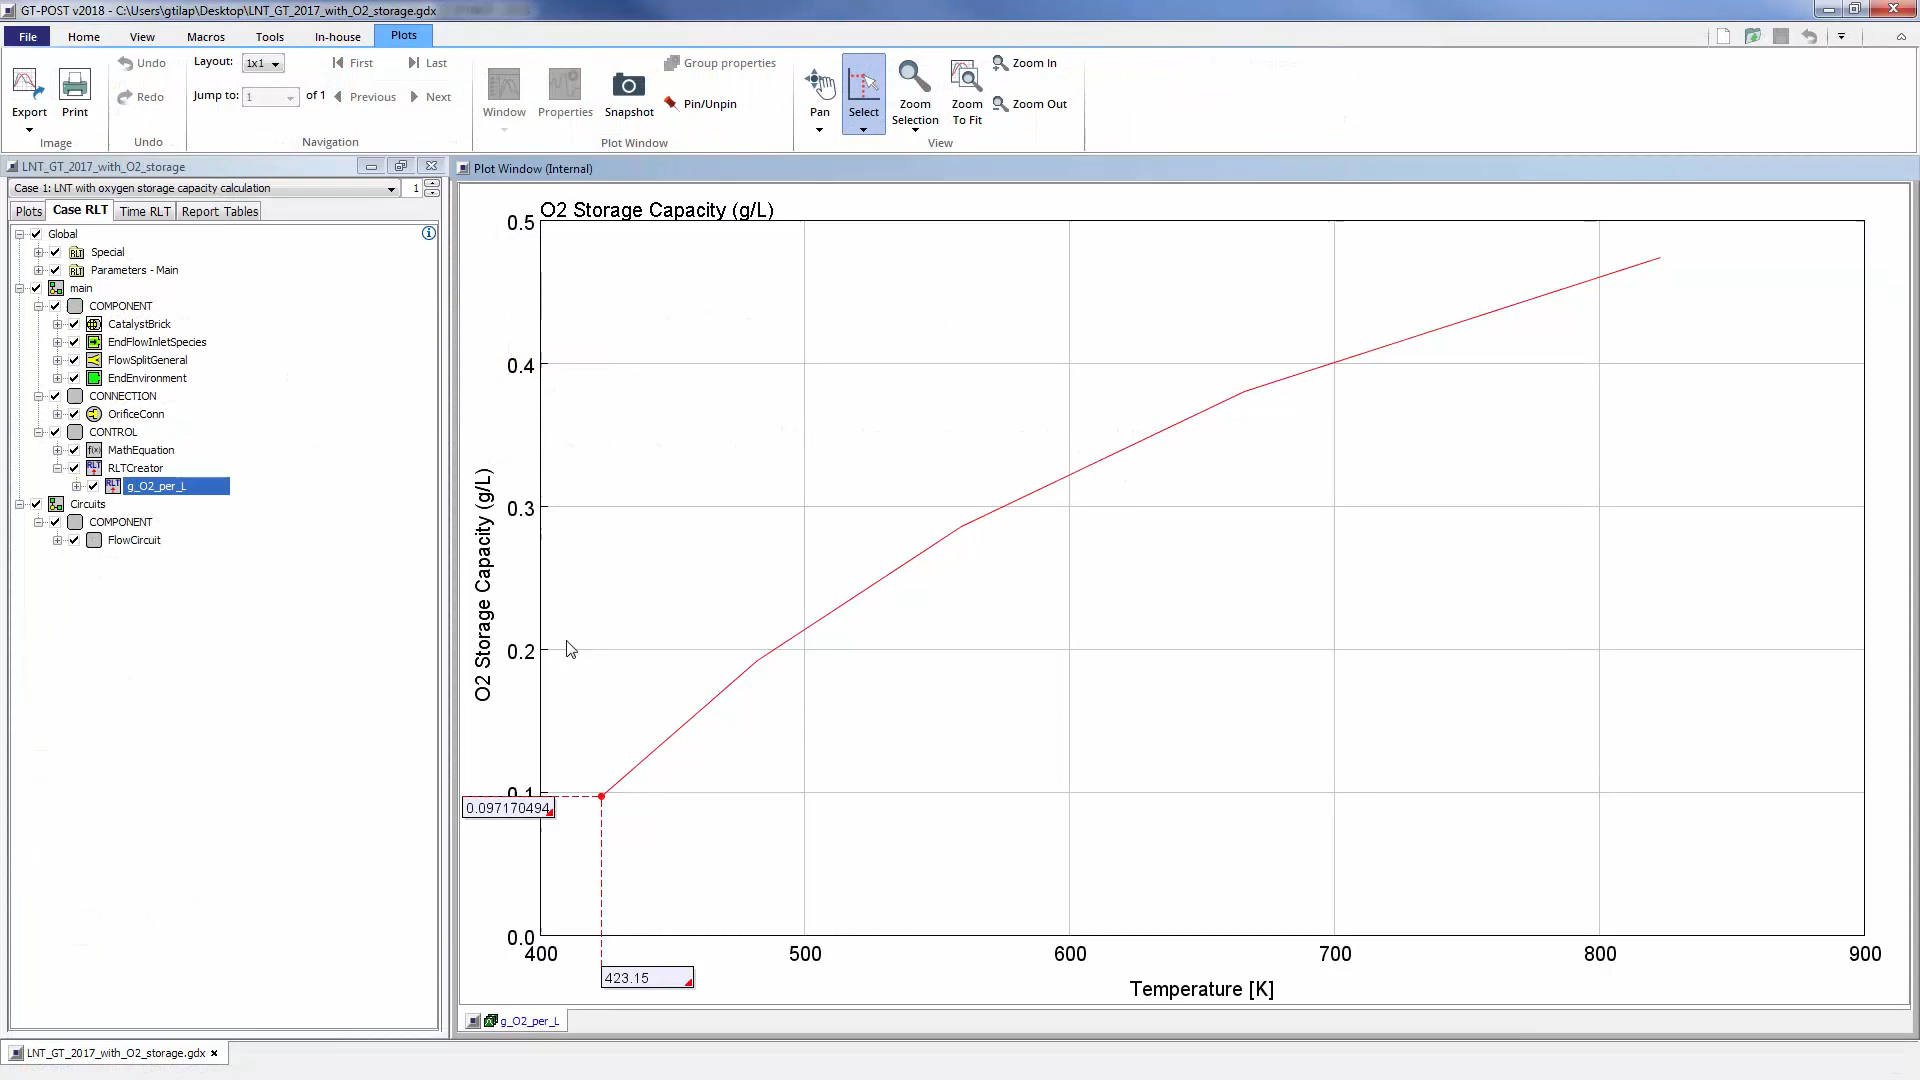 GT-POST v2018 - C:\Users\gtilap\Desktop\LNT_GT_2017_with_O2_storage.gdx
File Home View Macros Tools In-house Plots
Export
Print
Image
Undo
Redo
Undo
Layout: 1x1
First
Last
Jump to: 1 of 1
Previous
Next
Navigation
Window
Properties
Snapshot
Group properties
Pin/Unpin
Plot Window
Pan
Select
Zoom Selection
Zoom To Fit
Zoom In
Zoom Out
View
LNT_GT_2017_with_O2_storage
Case 1: LNT with oxygen storage capacity calculation 1
Plots Case RLT Time RLT Report Tables
Global
RLT Special
RLT Parameters - Main
main
COMPONENT
CatalystBrick
EndFlowInletSpecies
FlowSplitGeneral
EndEnvironment
CONNECTION
OrificeConn
CONTROL
f(x) MathEquation
RLT RLTCreator
RLT g_O2_per_L
Circuits
COMPONENT
FlowCircuit
Plot Window (Internal)
O2 Storage Capacity (g/L)
O2 Storage Capacity (g/L)
0.5
0.4
0.3
0.2
0.1
0.097170494
0.0
400 500 600 700 800 900
423.15
Temperature [K]
g_O2_per_L
LNT_GT_2017_with_O2_storage.gdx